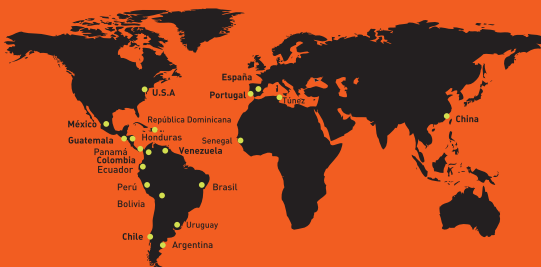 España
U.S.A
Portugal
Túnez
República Dominicana
China
México
Guatemala
Honduras
Senegal
Panamá
Venezuela
Colombia
Ecuador
Perú
Brasil
Bolivia
Uruguay
Chile
Argentina